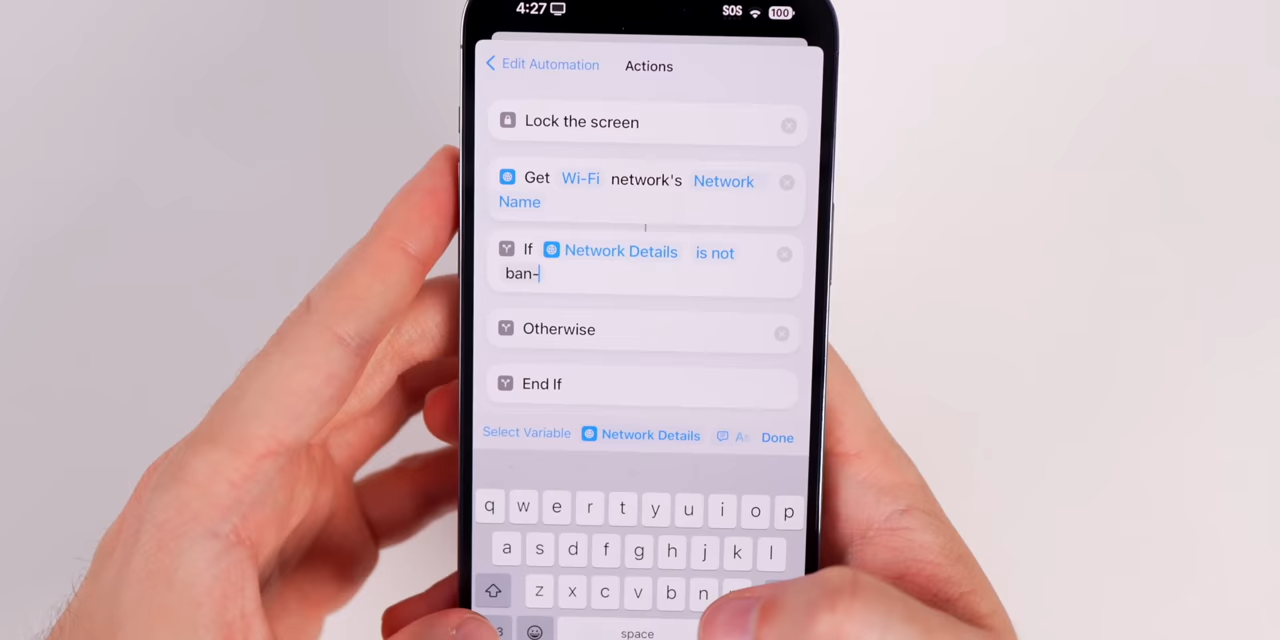 4:27 SOS 100
Edit Automation Actions
Lock the screen
Get Wi-Fi network's Network
Name
If Network Details is not
ban-
Otherwise
End If
Select Variable Network Details Done
q w e r t y u i o p
a s d f g h j k l
z x c v b n
3 space